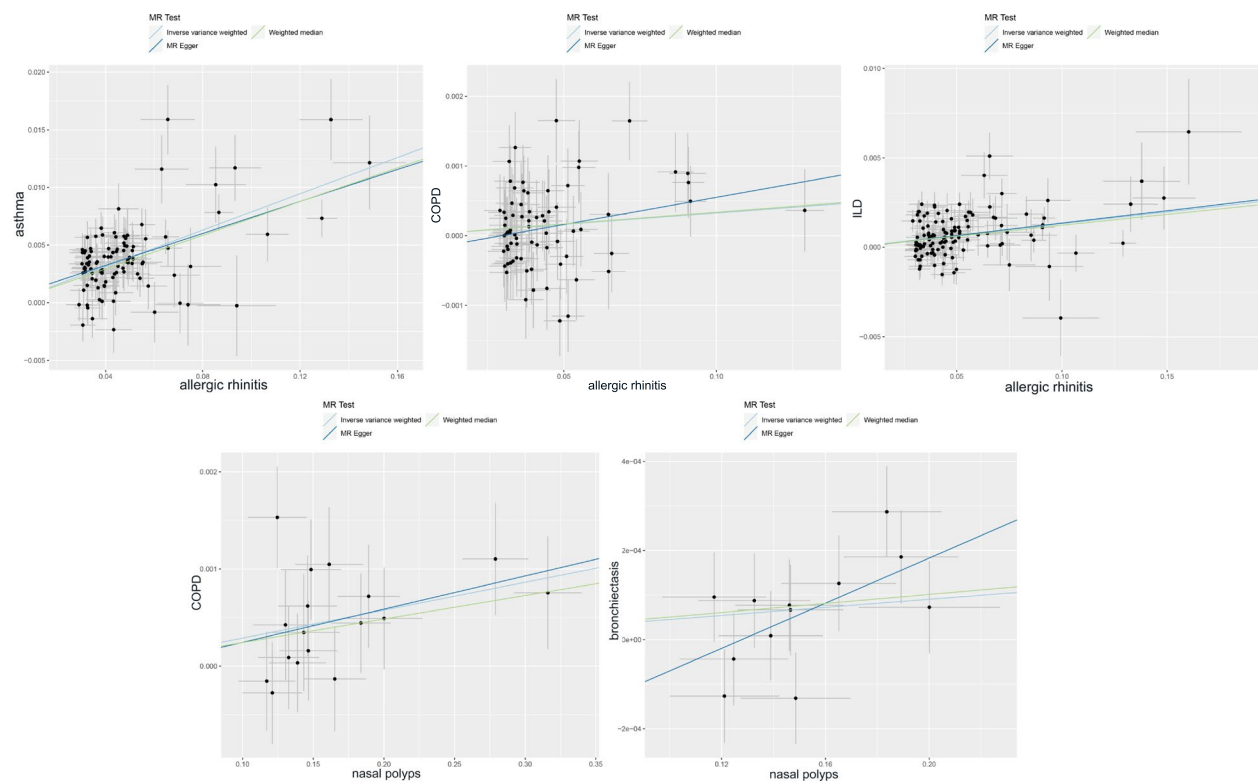 MR Test
Inverse variance weighted Weighted median
MR Egger
0.020
0.015
0.010
0.005
0.000
−0.005
asthma
0.04 0.08 0.12 0.16
allergic rhinitis
MR Test
Inverse variance weighted Weighted median
MR Egger
0.002
0.001
0.000
−0.001
COPD
0.05 0.10
allergic rhinitis
MR Test
Inverse variance weighted Weighted median
MR Egger
0.010
0.005
0.000
−0.005
ILD
0.05 0.10 0.15
allergic rhinitis
MR Test
Inverse variance weighted Weighted median
MR Egger
0.002
0.001
0.000
COPD
0.10 0.15 0.20 0.25 0.30 0.35
nasal polyps
MR Test
Inverse variance weighted Weighted median
MR Egger
4e−04
2e−04
0e+00
−2e−04
bronchiectasis
0.12 0.16 0.20
nasal polyps